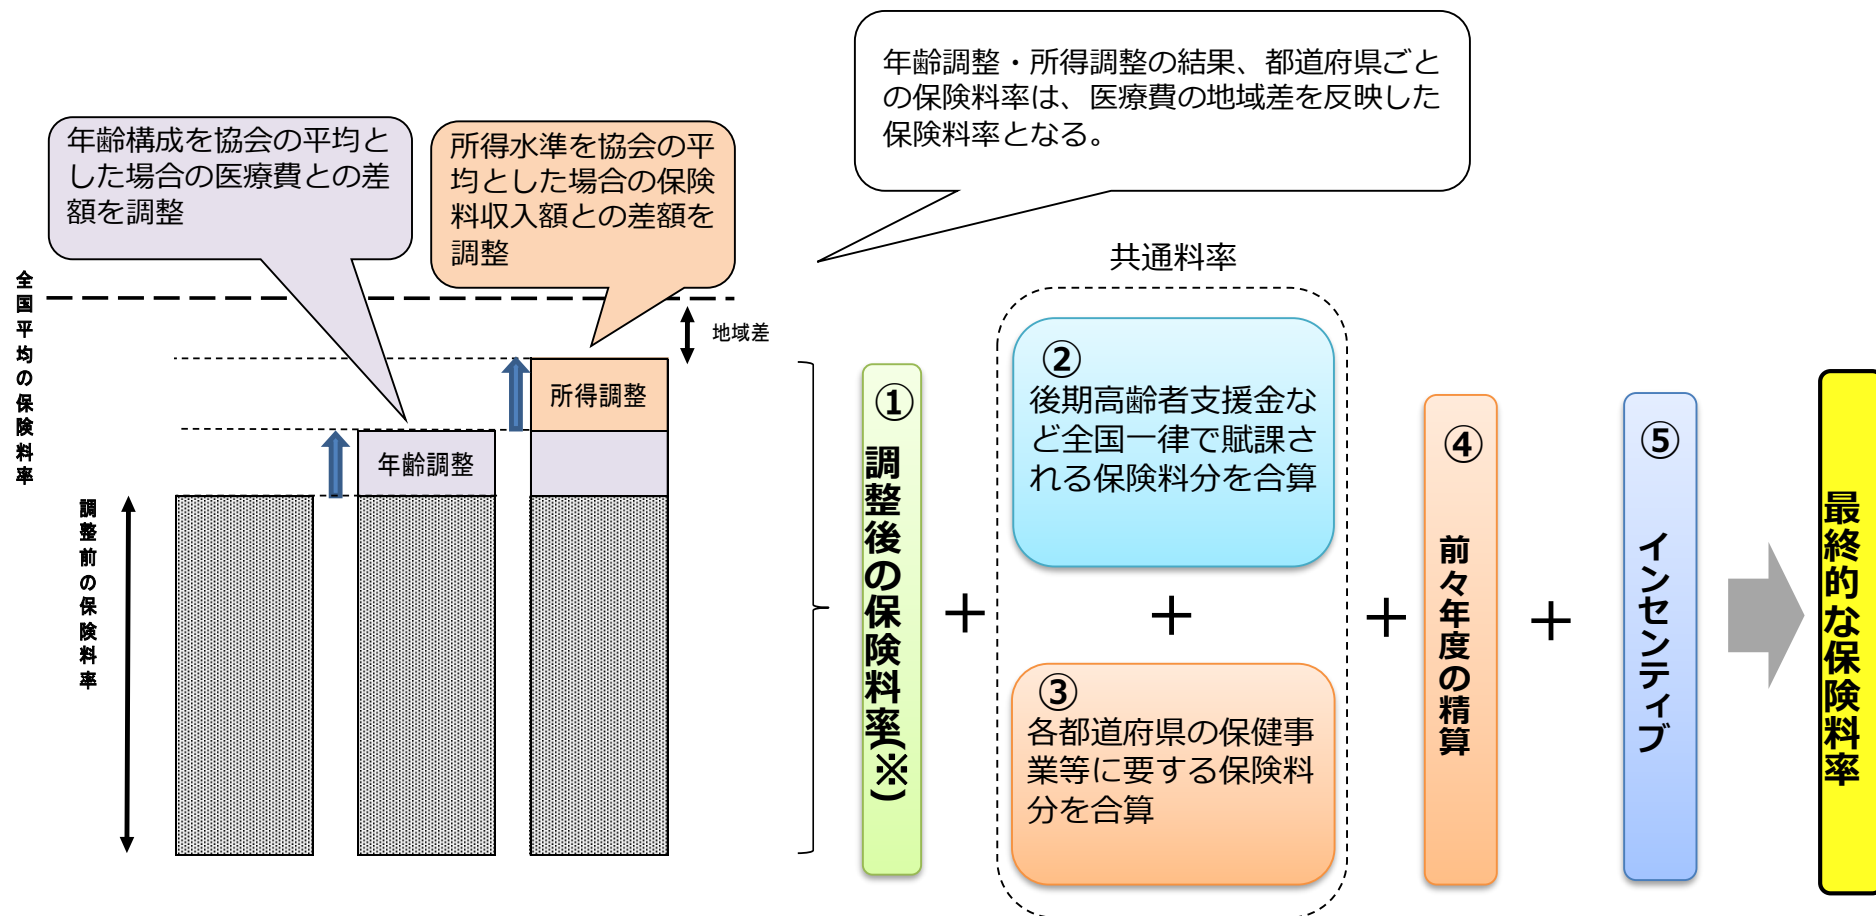 年齢調整・所得調整の結果、都道府県ごと
の保険料率は、医療費の地域差を反映した
保険料率となる。
年齢構成を協会の平均と
した場合の医療費との差
額を調整
所得水準を協会の平
均とした場合の保険
料収入額との差額を
調整
全国平均の保険料率
地域差
所得調整
年齢調整
調整前の保険料率
①
調整後の保険料率(※)
＋
共通料率
②
後期高齢者支援金な
ど全国一律で賦課さ
れる保険料分を合算
＋
③
各都道府県の保健事
業等に要する保険料
分を合算
＋
④
前々年度の精算
＋
⑤
インセンティブ
最終的な保険料率